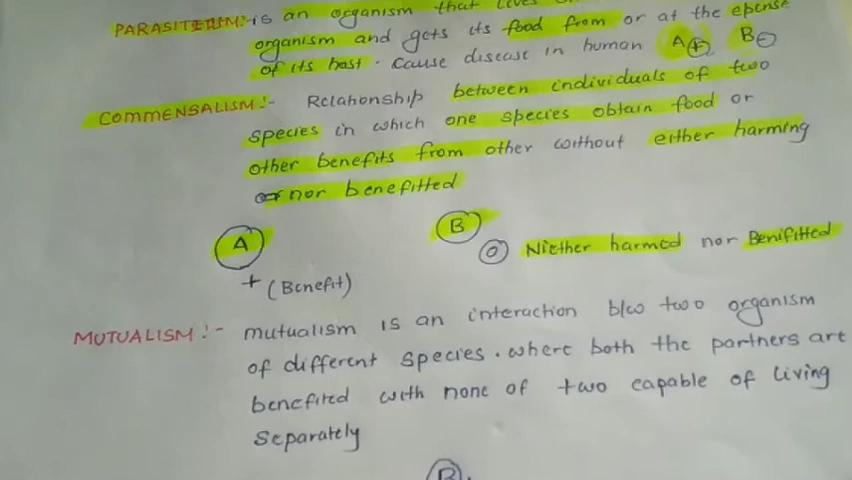 PARASITISM:- is an organism that lives
organism and gets its food from or at the epense
of its host. cause disease in human A + B -
COMMENSALISM:- Relationship between individuals of two
species in which one species obtain food or
other benefits from other without either harming
or nor benefitted
A B
0 Niether harmed nor Benifitted
+ (Benefit)
MUTUALISM:- mutualism is an interaction b/w two organism
of different species. where both the partners are
benefited with none of two capable of living
separately
B